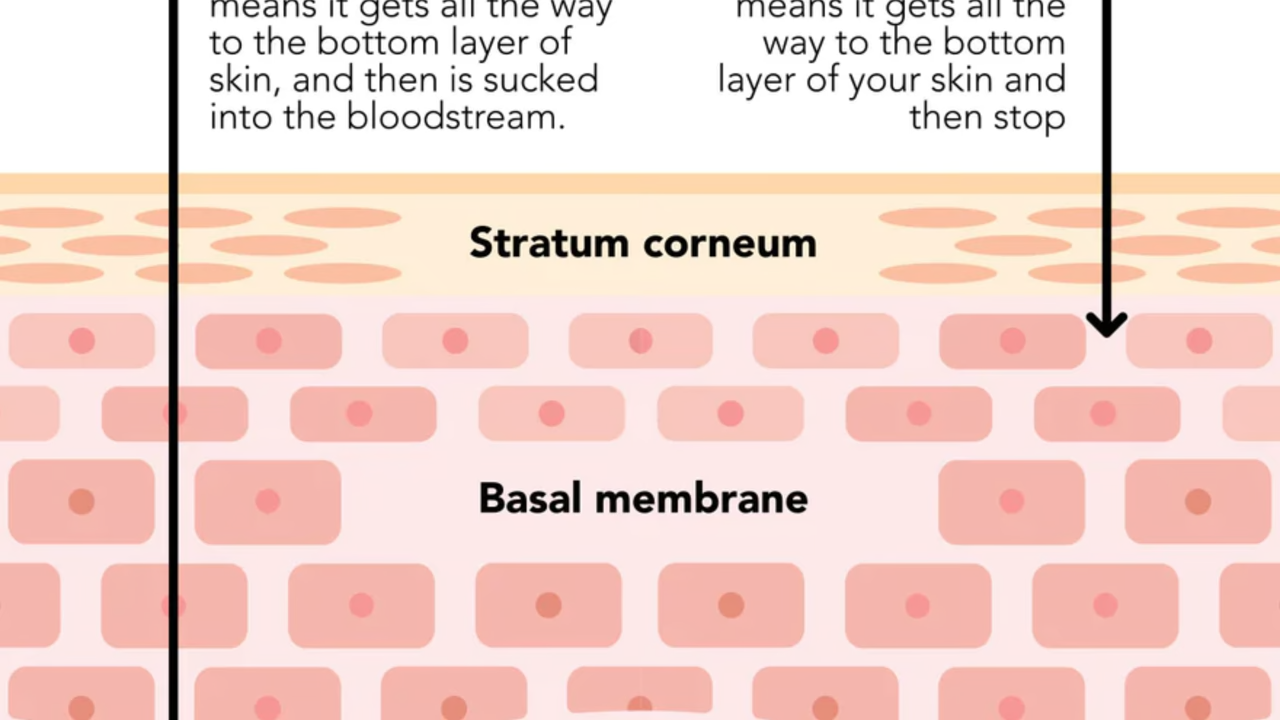 means it gets all the way
to the bottom layer of
skin, and then is sucked
into the bloodstream.
means it gets all the
way to the bottom
layer of your skin and
then stop
Stratum corneum
Basal membrane